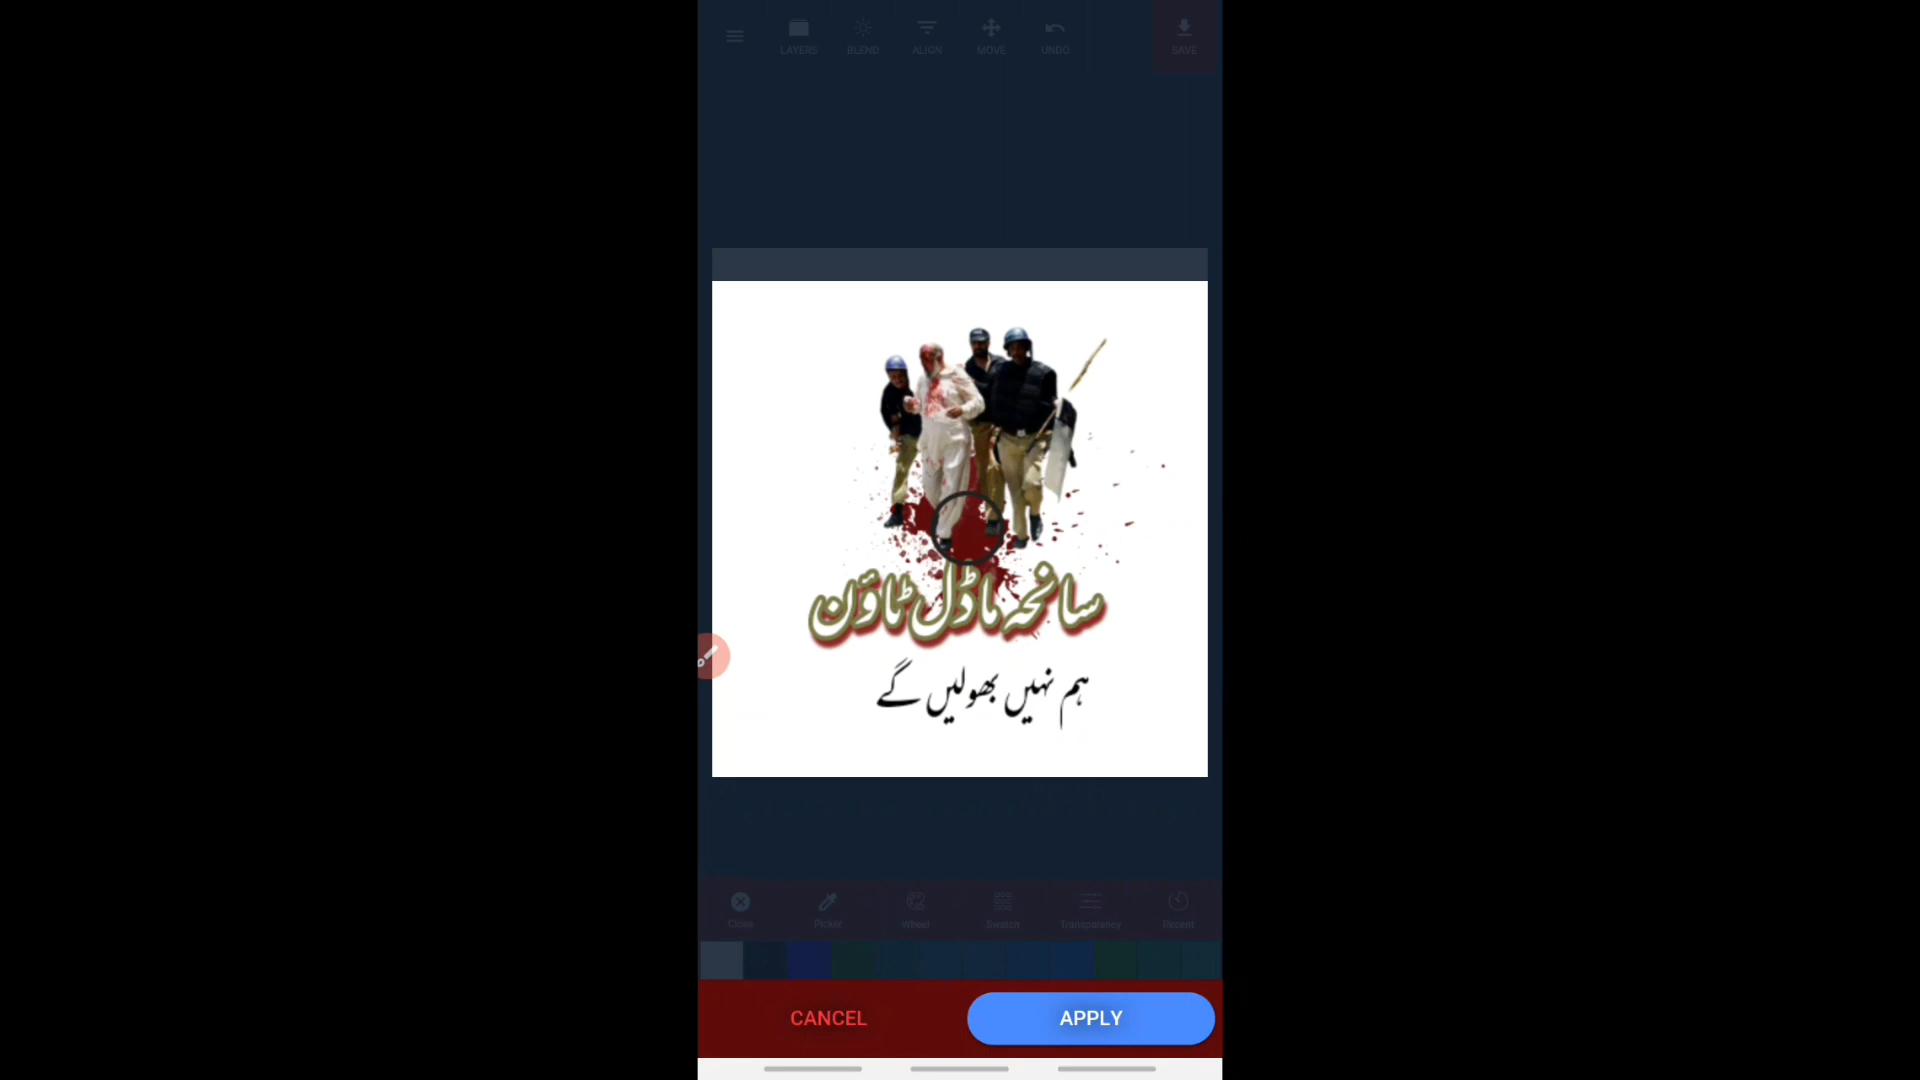 LAYERS BLEND ALIGN MOVE UNDO SAVE
سانحہ ماڈل ٹاؤن
ہم نہیں بھولیں گے
Close Picker Wheel Swatch Transparency Recent
CANCEL APPLY